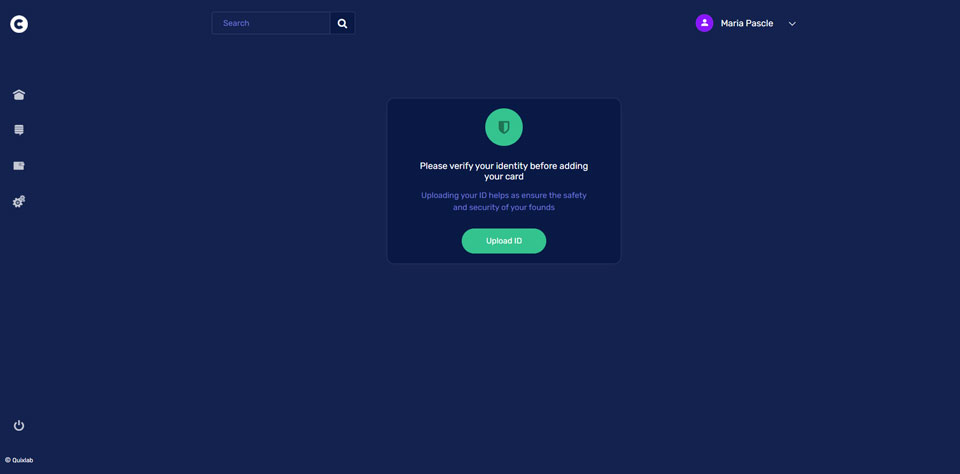 C
Search
Maria Pascle
Please verify your identity before adding
your card
Uploading your ID helps as ensure the safety
and security of your founds
Upload ID
© Quixlab